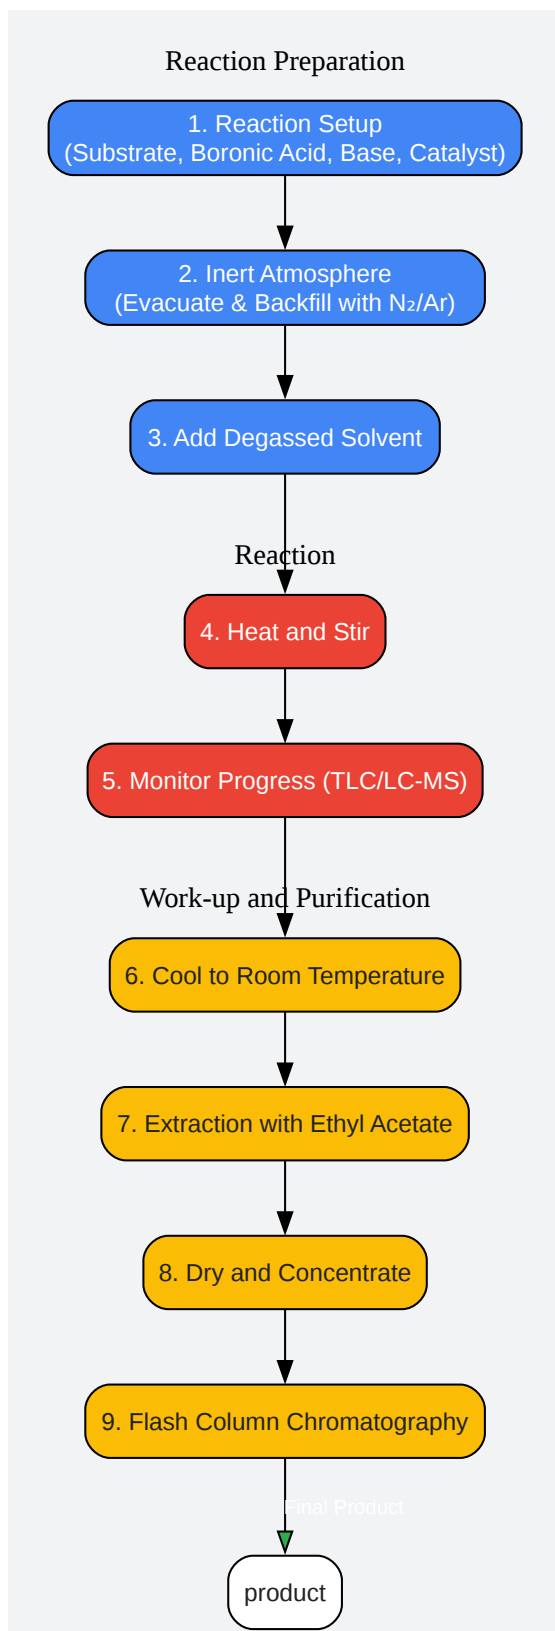 Reaction Preparation
1. Reaction Setup
(Substrate, Boronic Acid, Base, Catalyst)
2. Inert Atmosphere
(Evacuate & Backfill with N₂/Ar)
3. Add Degassed Solvent
Reaction
4. Heat and Stir
5. Monitor Progress (TLC/LC-MS)
Work-up and Purification
6. Cool to Room Temperature
7. Extraction with Ethyl Acetate
8. Dry and Concentrate
9. Flash Column Chromatography
Final Product
product